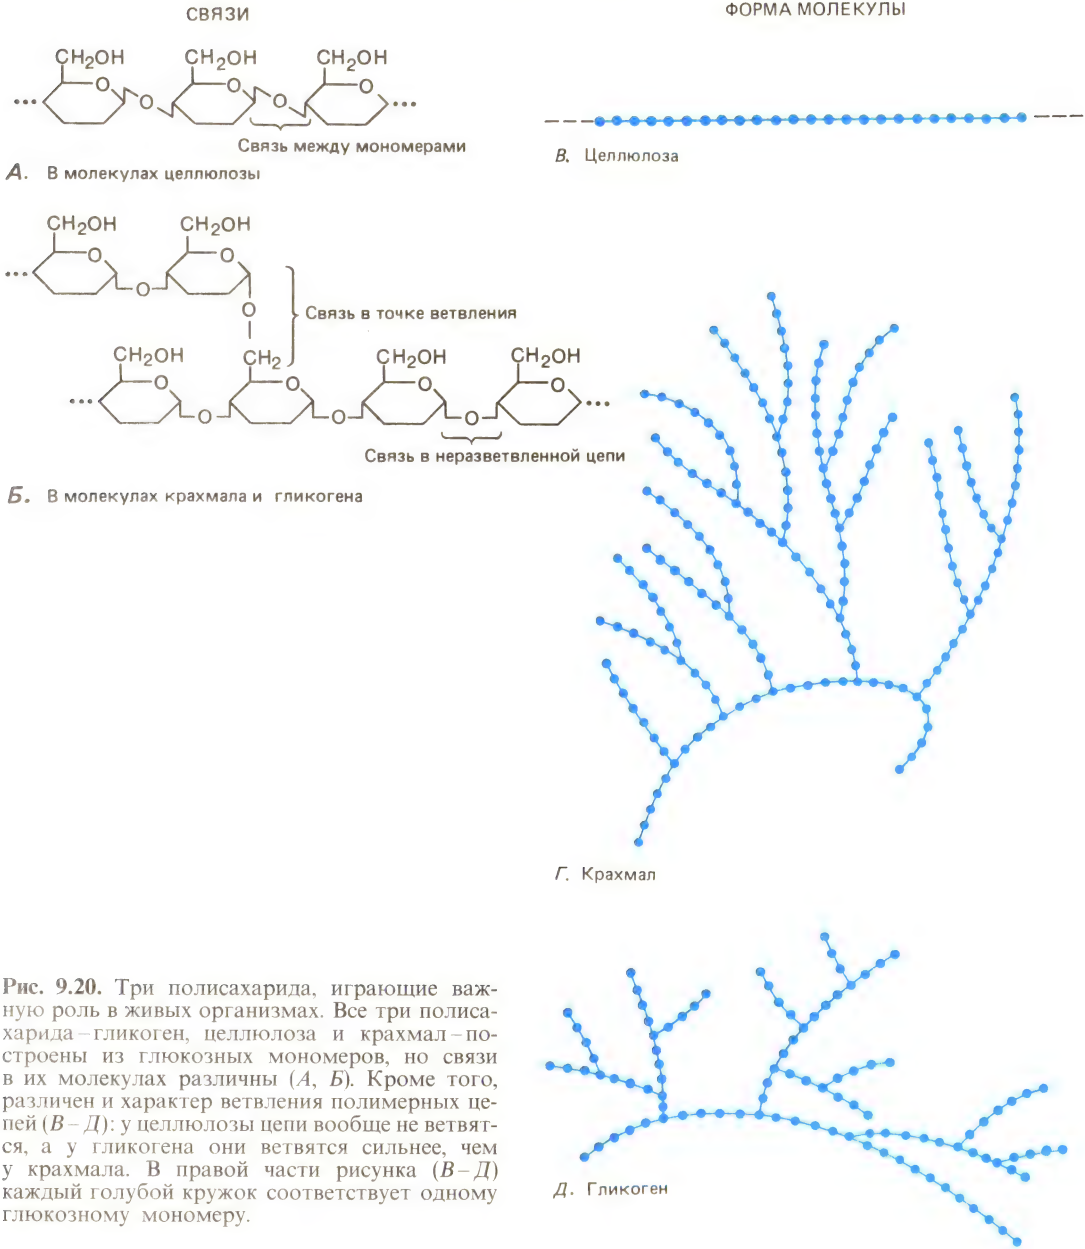 СВЯЗИ
ФОРМА МОЛЕКУЛЫ
CH2OH CH2OH CH2OH
O O O O O
Связь между мономерами
А. В молекулах целлюлозы
В. Целлюлоза
CH2OH CH2OH
O O O
O
Связь в точке ветвления
CH2OH CH2 CH2OH CH2OH
O O O O O O O
Связь в неразветвленной цепи
Б. В молекулах крахмала и гликогена
Г. Крахмал
Рис. 9.20. Три полисахарида, играющие важ-
ную роль в живых организмах. Все три полиса-
харида – гликоген, целлюлоза и крахмал – по-
строены из глюкозных мономеров, но связи
в их молекулах различны (А, Б). Кроме того,
различен и характер ветвления полимерных це-
пей (В – Д): у целлюлозы цепи вообще не ветвят-
ся, а у гликогена они ветвятся сильнее, чем
у крахмала. В правой части рисунка (В – Д)
каждый голубой кружок соответствует одному
глюкозному мономеру.
Д. Гликоген